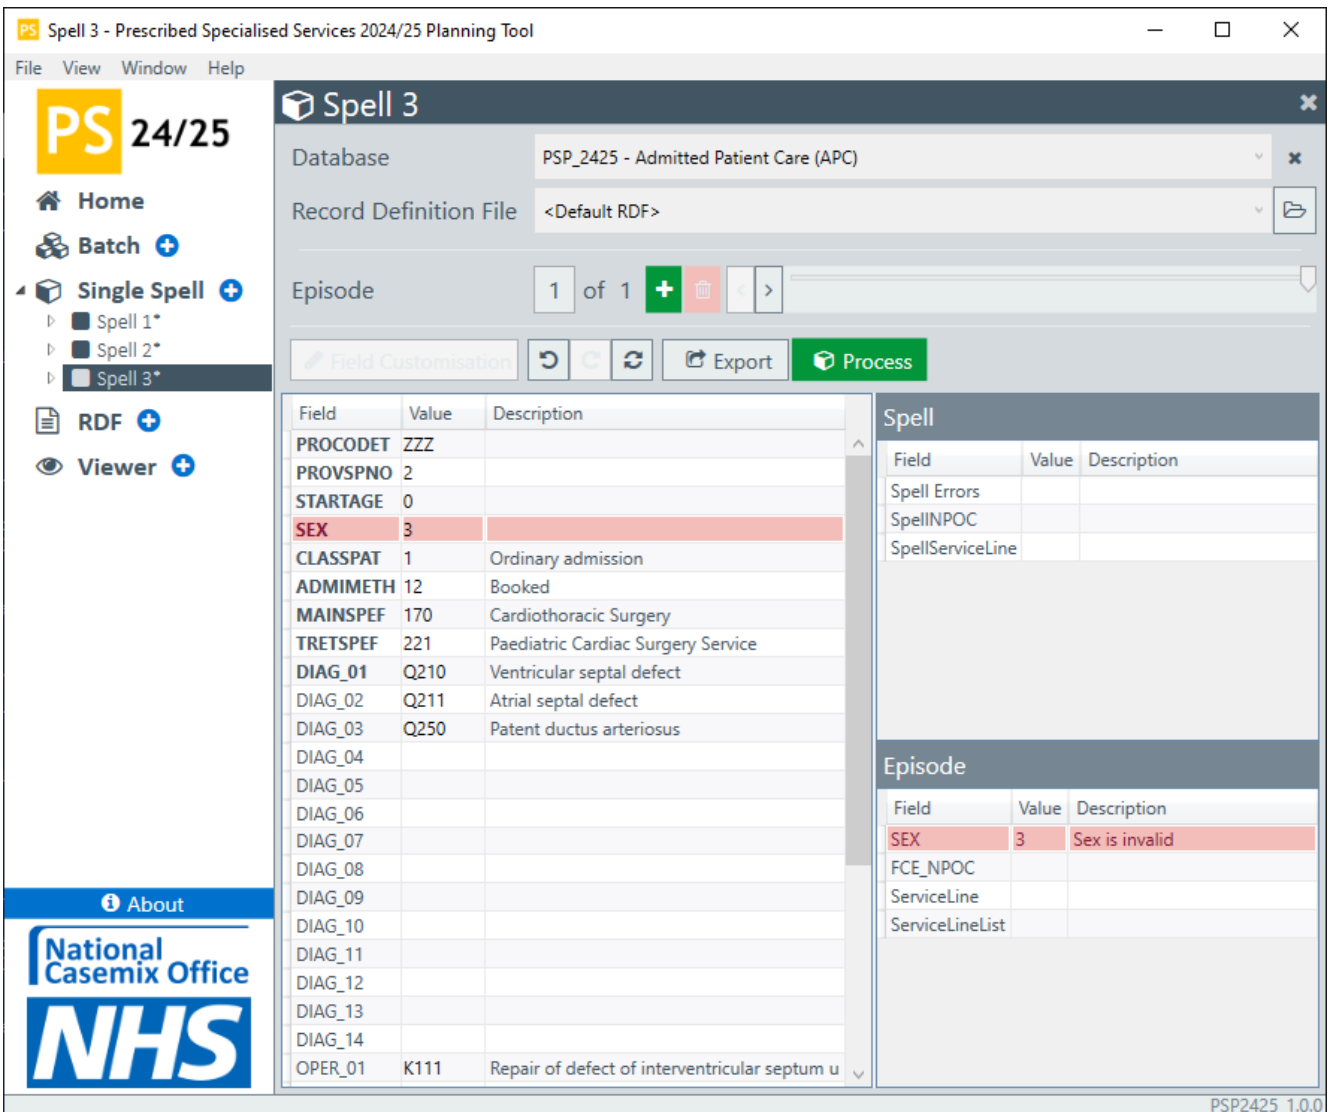 PS Spell 3 - Prescribed Specialised Services 2024/25 Planning Tool
File View Window Help
PS 24/25
Home
Batch
Single Spell
Spell 1*
Spell 2*
Spell 3*
RDF
Viewer
About
National
Casemix Office
NHS
Spell 3
Database PSP_2425 - Admitted Patient Care (APC)
Record Definition File <Default RDF>
Episode 1 of 1
Field Customisation Export Process
Field Value Description
PROCODET ZZZ
PROVSPNO 2
STARTAGE 0
SEX 3
CLASSPAT 1 Ordinary admission
ADMIMETH 12 Booked
MAINSPEF 170 Cardiothoracic Surgery
TRETSPEF 221 Paediatric Cardiac Surgery Service
DIAG_01 Q210 Ventricular septal defect
DIAG_02 Q211 Atrial septal defect
DIAG_03 Q250 Patent ductus arteriosus
DIAG_04
DIAG_05
DIAG_06
DIAG_07
DIAG_08
DIAG_09
DIAG_10
DIAG_11
DIAG_12
DIAG_13
DIAG_14
OPER_01 K111 Repair of defect of interventricular septum u
Spell
Field Value Description
Spell Errors
SpellNPOC
SpellServiceLine
Episode
Field Value Description
SEX 3 Sex is invalid
FCE_NPOC
ServiceLine
ServiceLineList
PSP2425 1.0.0